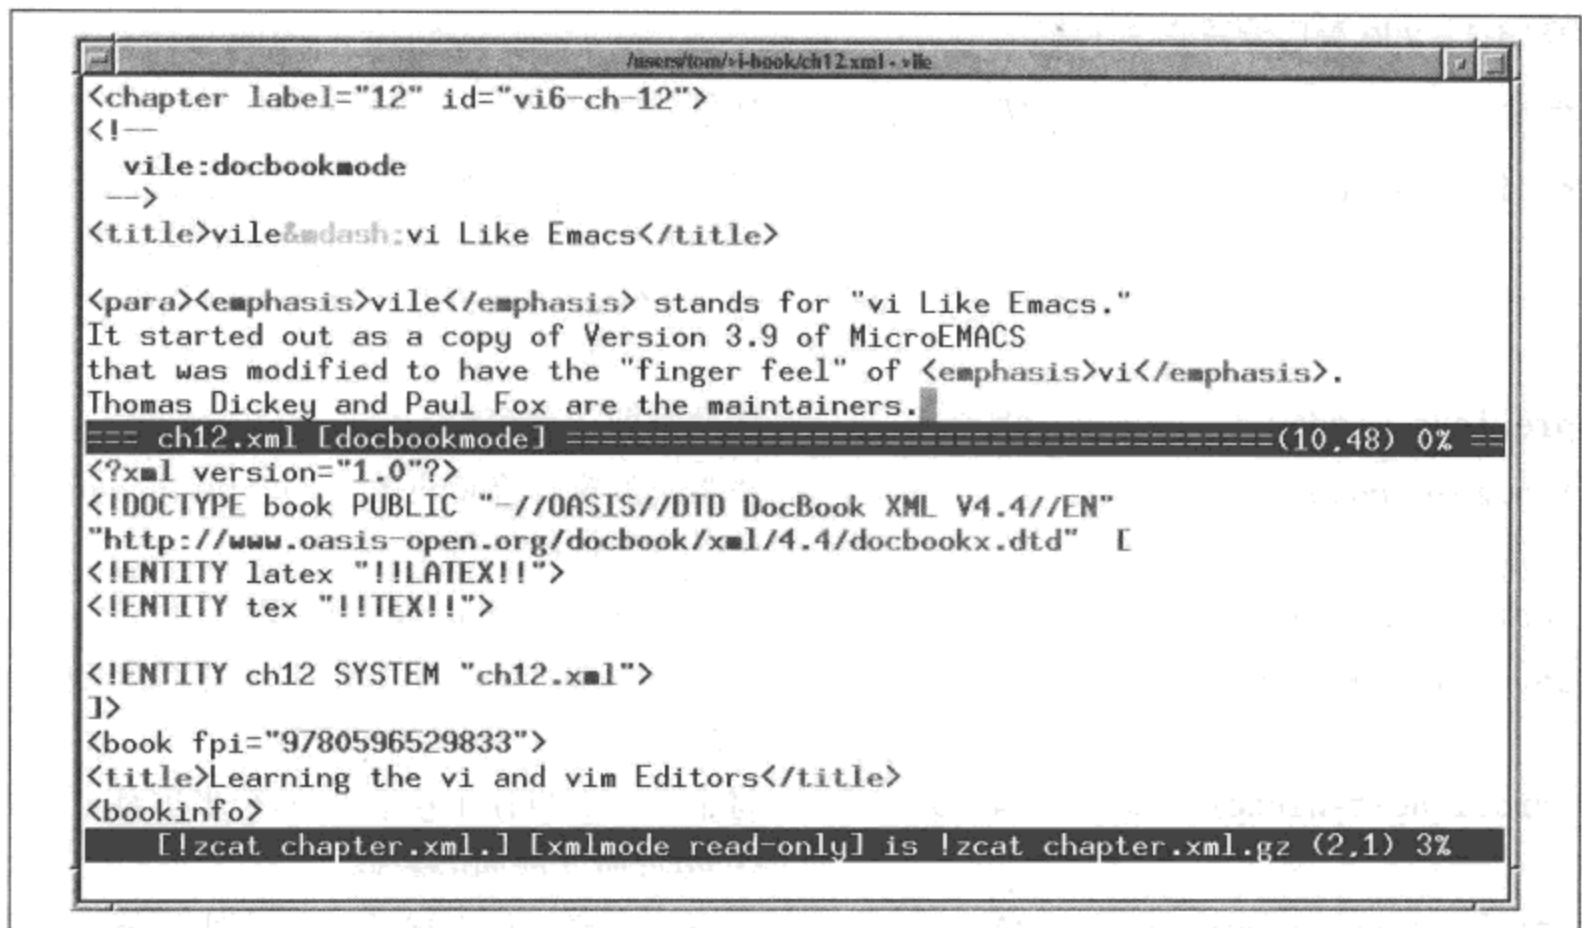 /users/tom/vi-book/ch12.xml - vile
<chapter label="12" id="vi6-ch-12">
<!--
  vile:docbookmode
 -->
<title>vile&mdash;vi Like Emacs</title>
<para><emphasis>vile</emphasis> stands for "vi Like Emacs."
It started out as a copy of Version 3.9 of MicroEMACS
that was modified to have the "finger feel" of <emphasis>vi</emphasis>.
Thomas Dickey and Paul Fox are the maintainers.
=== ch12.xml [docbookmode] ====================================(10,48) 0% ==
<?xml version="1.0"?>
<!DOCTYPE book PUBLIC "-//OASIS//DTD DocBook XML V4.4//EN"
"http://www.oasis-open.org/docbook/xml/4.4/docbookx.dtd"  [
<!ENTITY latex "!!LATEX!!">
<!ENTITY tex "!!TEX!!">
<!ENTITY ch12 SYSTEM "ch12.xml">
]>
<book fpi="9780596529833">
<title>Learning the vi and vim Editors</title>
<bookinfo>
[!zcat chapter.xml.] [xmlmode read-only] is !zcat chapter.xml.gz (2,1) 3%